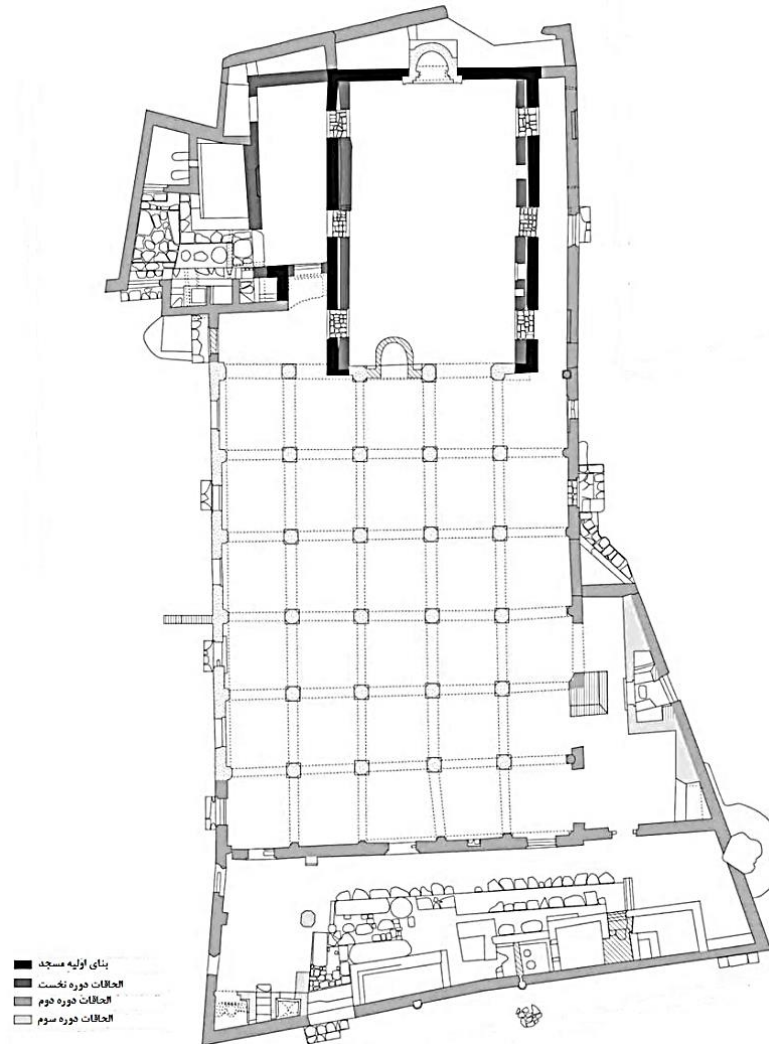 بنای اولیه مسجد
الحاقات دوره نخست
الحاقات دوره دوم
الحاقات دوره سوم